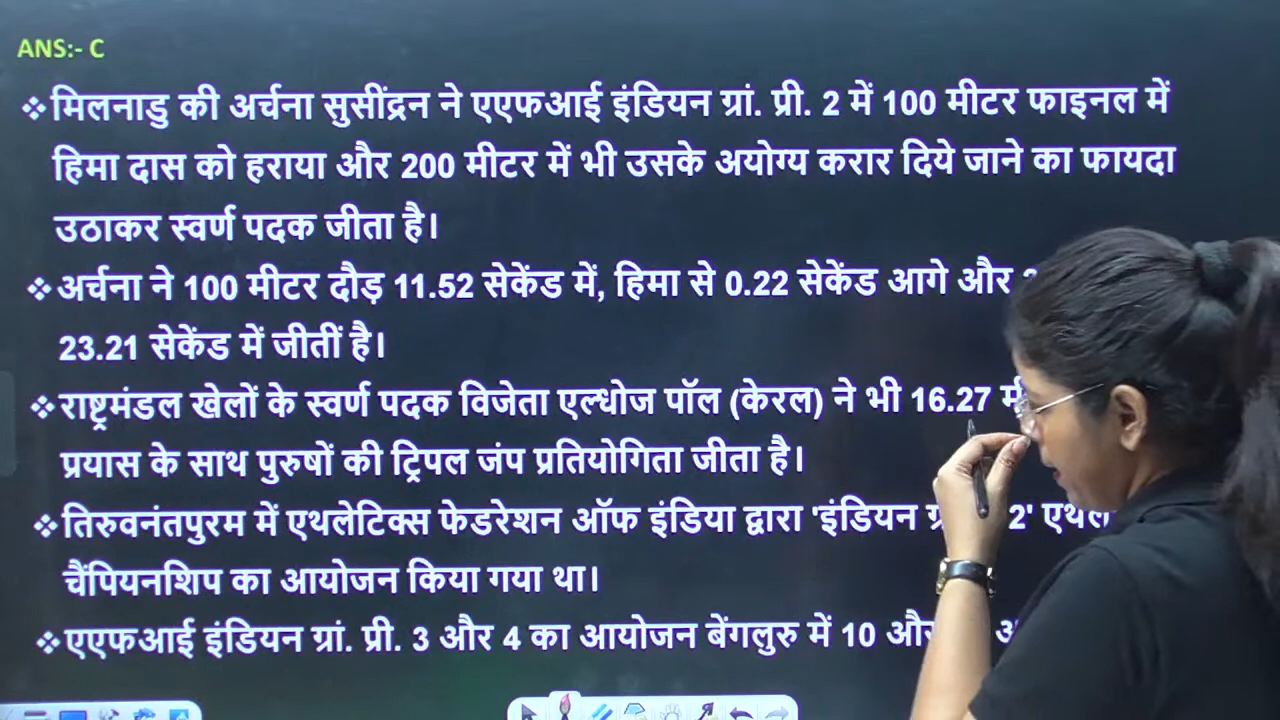 ANS:- C
❖मिलनाडु की अर्चना सुसींद्रन ने एएफआई इंडियन ग्रां. प्री. 2 में 100 मीटर फाइनल में
हिमा दास को हराया और 200 मीटर में भी उसके अयोग्य करार दिये जाने का फायदा
उठाकर स्वर्ण पदक जीता है।
❖अर्चना ने 100 मीटर दौड़ 11.52 सेकेंड में, हिमा से 0.22 सेकेंड आगे और
23.21 सेकेंड में जीतीं है।
❖राष्ट्रमंडल खेलों के स्वर्ण पदक विजेता एल्धोज पॉल (केरल) ने भी 16.27
प्रयास के साथ पुरुषों की ट्रिपल जंप प्रतियोगिता जीता है।
❖तिरुवनंतपुरम में एथलेटिक्स फेडरेशन ऑफ इंडिया द्वारा 'इंडियन 2'
चैंपियनशिप का आयोजन किया गया था।
❖एएफआई इंडियन ग्रां. प्री. 3 और 4 का आयोजन बेंगलुरु में 10